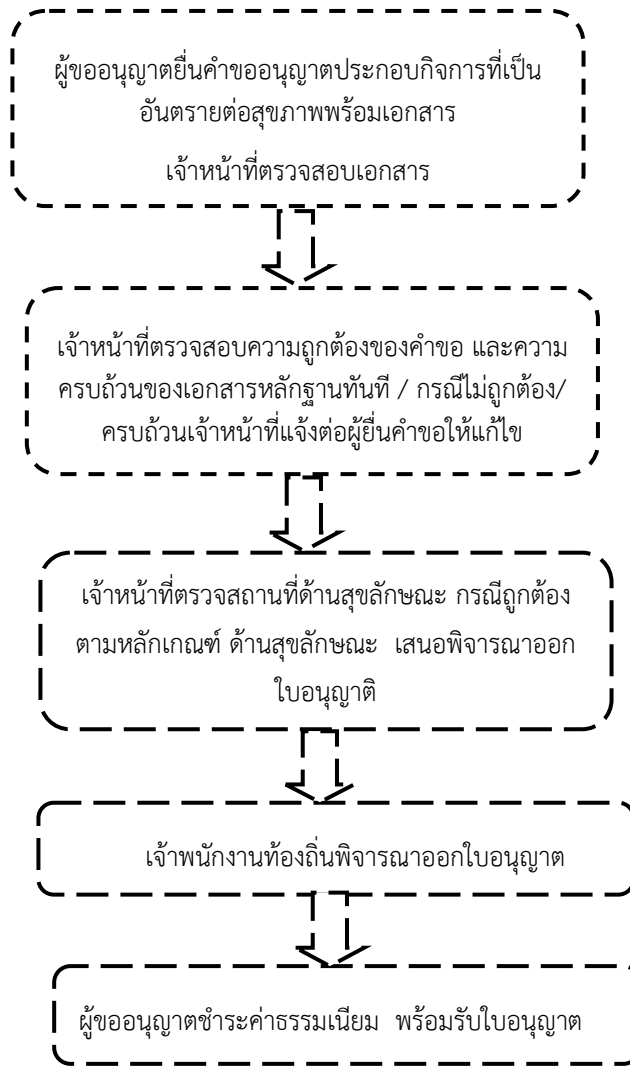 ผู้ขออนุญาตยื่นคำขออนุญาตประกอบกิจการที่เป็น
อันตรายต่อสุขภาพพร้อมเอกสาร
เจ้าหน้าที่ตรวจสอบเอกสาร
เจ้าหน้าที่ตรวจสอบความถูกต้องของคำขอ และความ
ครบถ้วนของเอกสารหลักฐานทันที / กรณีไม่ถูกต้อง/
ครบถ้วนเจ้าหน้าที่แจ้งต่อผู้ยื่นคำขอให้แก้ไข
เจ้าหน้าที่ตรวจสถานที่ด้านสุขลักษณะ กรณีถูกต้อง
ตามหลักเกณฑ์ ด้านสุขลักษณะ เสนอพิจารณาออก
ใบอนุญาติ
เจ้าพนักงานท้องถิ่นพิจารณาออกใบอนุญาต
ผู้ขออนุญาตชำระค่าธรรมเนียม พร้อมรับใบอนุญาต